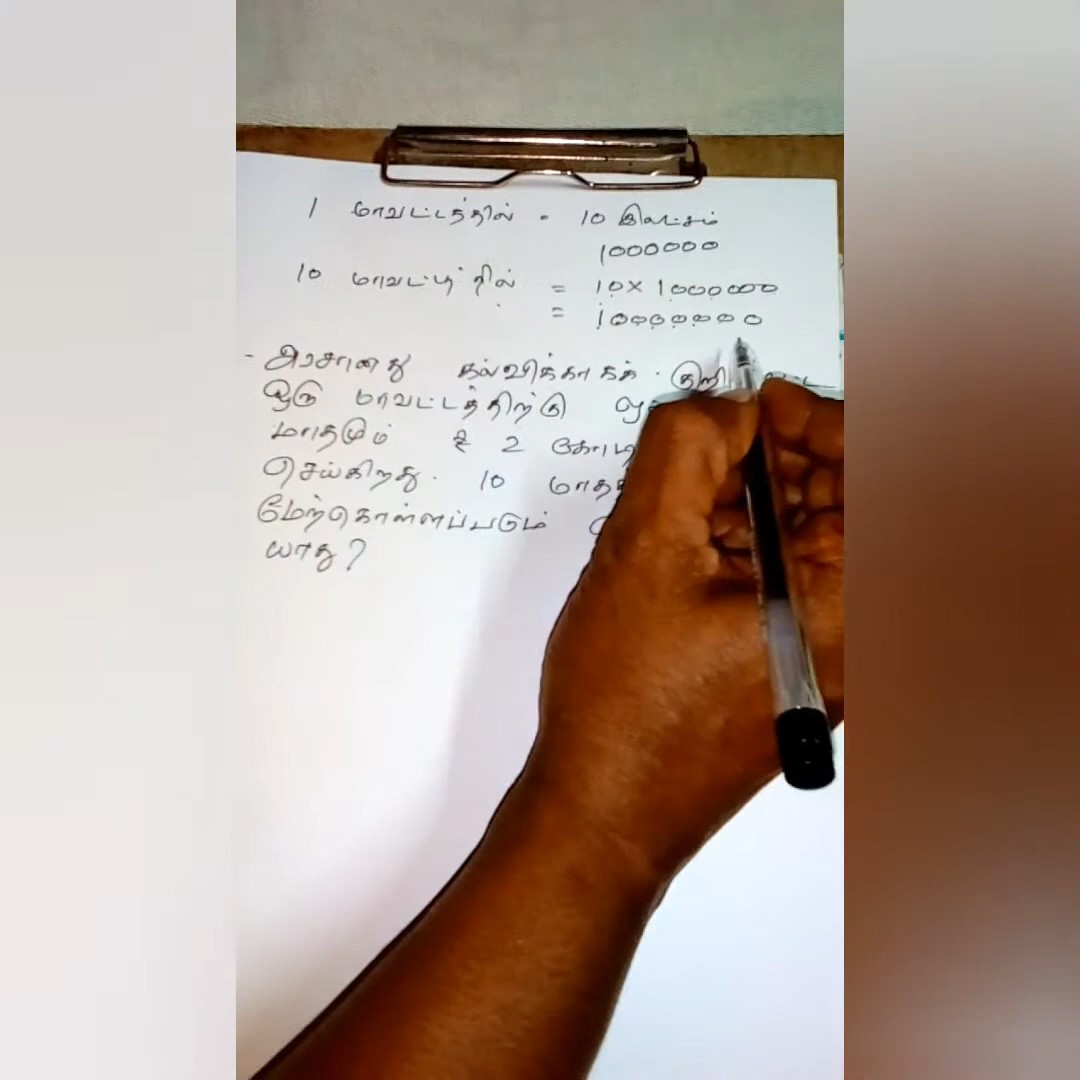 1 மாவட்டத்தில் = 10 இலட்சம்
1000000
10 மாவட்டத்தில் = 10 X 1000000
= 10000000
- அரசானது கல்விக்காகக்
ஒரு மாவட்டத்திற்கு
மாதமும் ₹ 2 கோடி
செய்கிறது. 10
மேற்கொள்ளப்படும்
யாது?